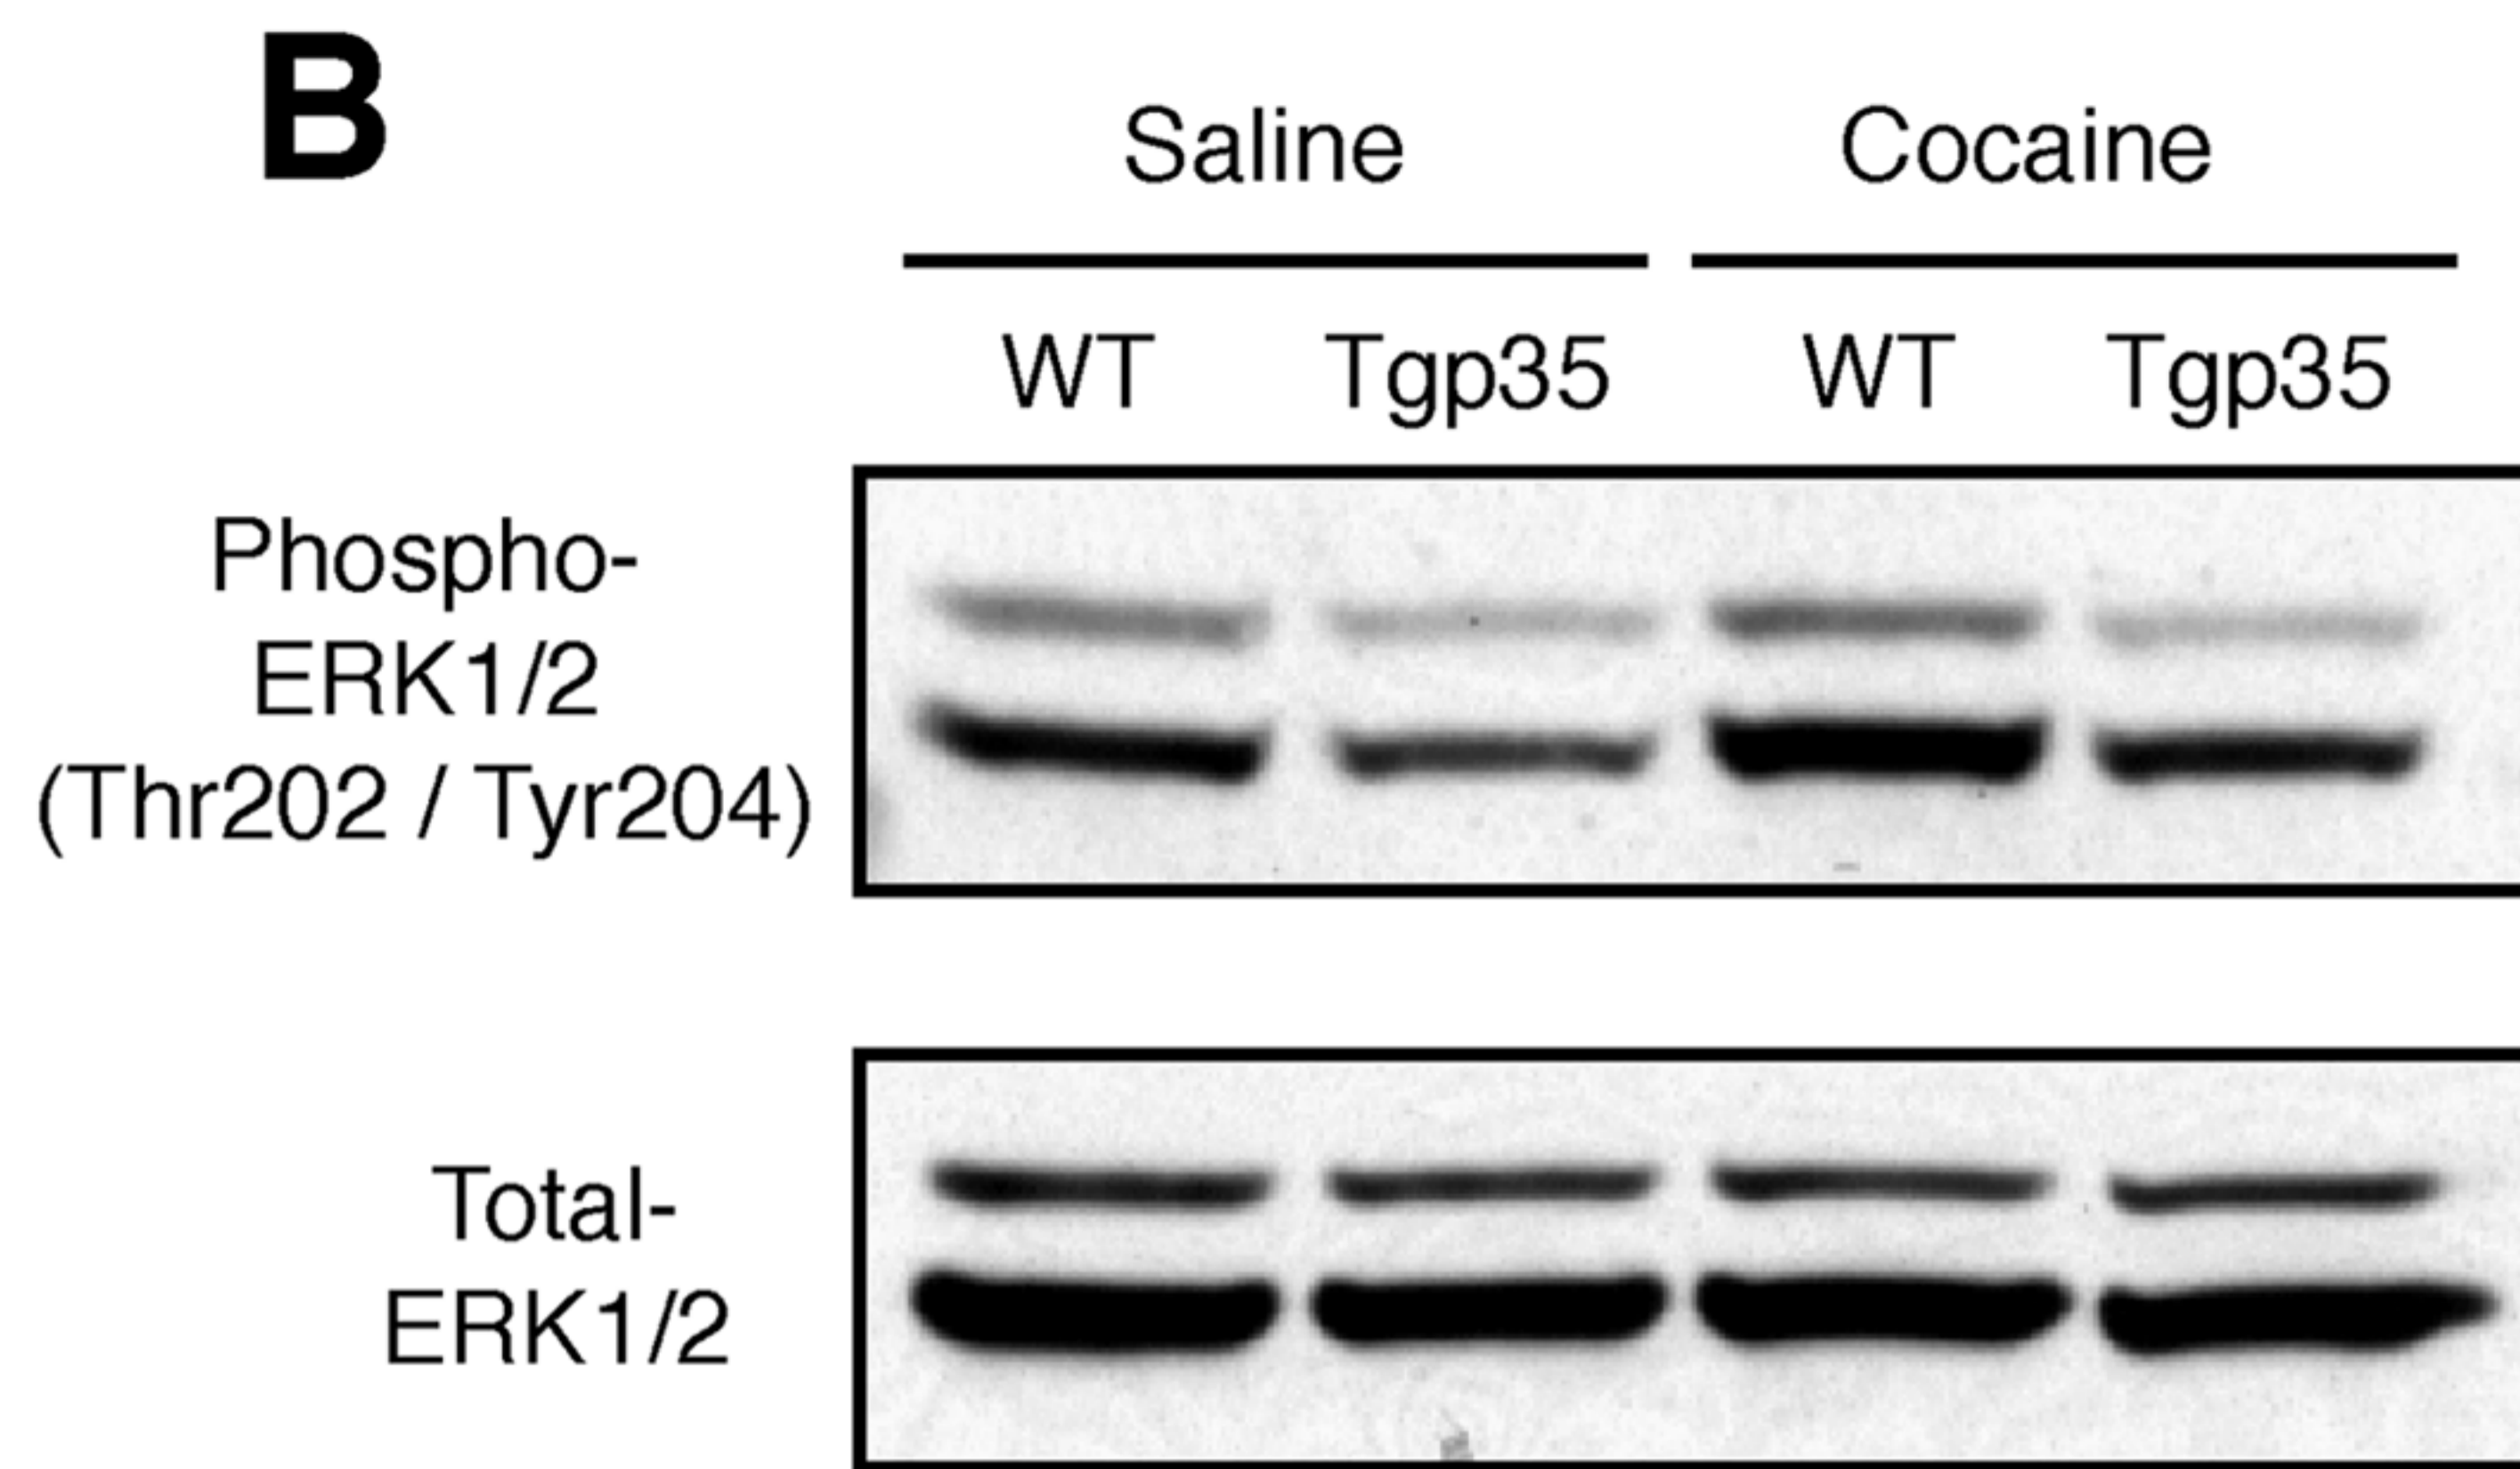 B
Saline Cocaine
WT Tgp35 WT Tgp35
Phospho-
ERK1/2
(Thr202 / Tyr204)
Total-
ERK1/2